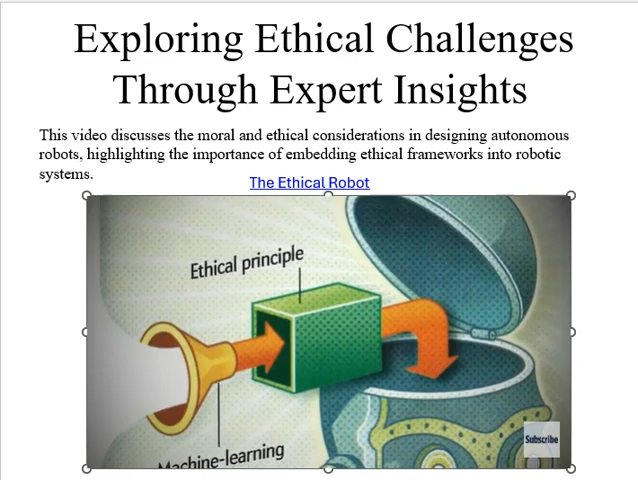 Exploring Ethical Challenges
Through Expert Insights
This video discusses the moral and ethical considerations in designing autonomous
robots, highlighting the importance of embedding ethical frameworks into robotic
systems.
The Ethical Robot
Ethical principle
Machine-learning
Subscribe